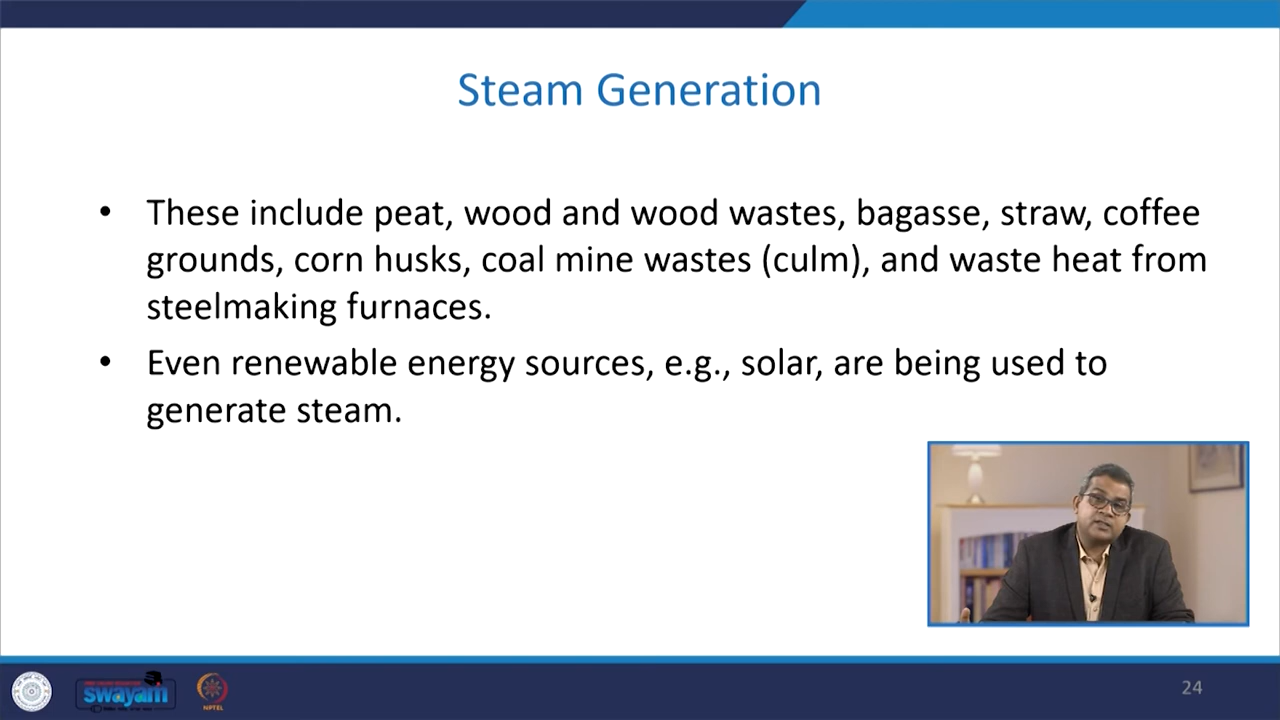 Steam Generation
• These include peat, wood and wood wastes, bagasse, straw, coffee
grounds, corn husks, coal mine wastes (culm), and waste heat from
steelmaking furnaces.
• Even renewable energy sources, e.g., solar, are being used to
generate steam.
swayam
NPTEL
24